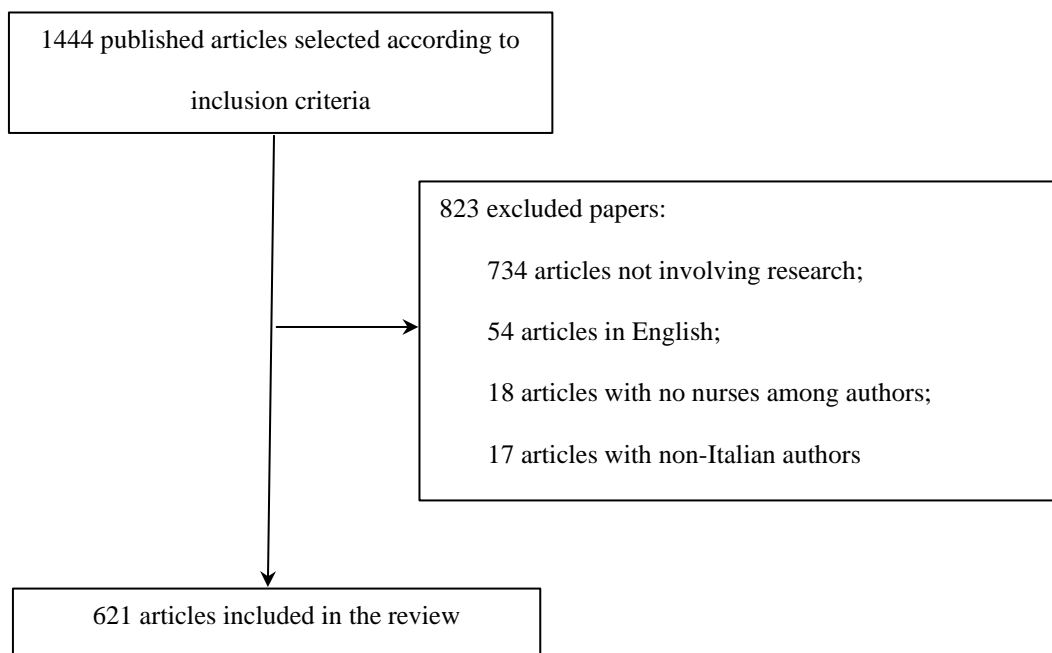 1444 published articles selected according to
inclusion criteria
823 excluded papers:
734 articles not involving research;
54 articles in English;
18 articles with no nurses among authors;
17 articles with non-Italian authors
621 articles included in the review